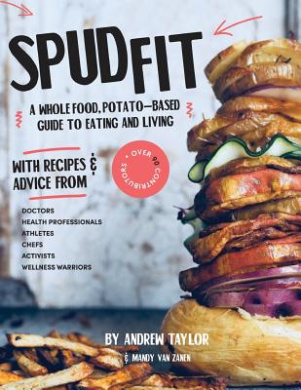 SPUDFIT
A WHOLE FOOD, POTATO-BASED
GUIDE TO EATING AND LIVING
WITH RECIPES &
ADVICE FROM
• OVER 90
CONTRIBUTORS
DOCTORS
HEALTH PROFESSIONALS
ATHLETES
CHEFS
ACTIVISTS
WELLNESS WARRIORS
BY ANDREW TAYLOR
& MANDY VAN ZANEN